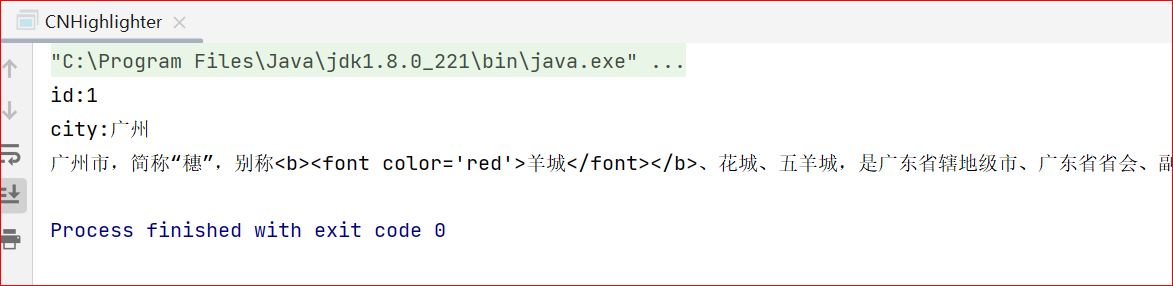 CNHighlighter
"C:\Program Files\Java\jdk1.8.0_221\bin\java.exe" ...
id:1
city:广州
广州市，简称“穗”，别称<b><font color='red'>羊城</font></b>、花城、五羊城，是广东省辖地级市、广东省省会、副
Process finished with exit code 0